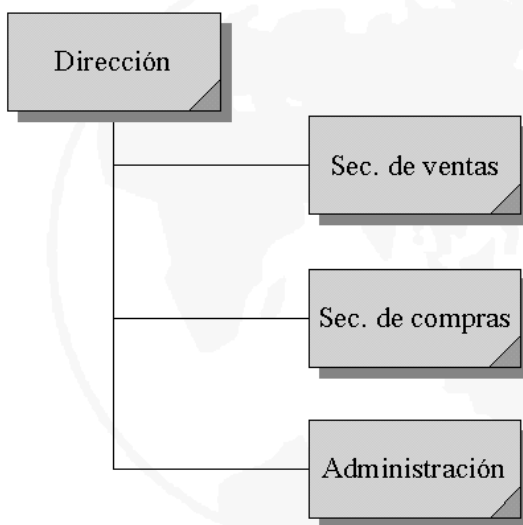 Dirección
Sec. de ventas
Sec. de compras
Administración